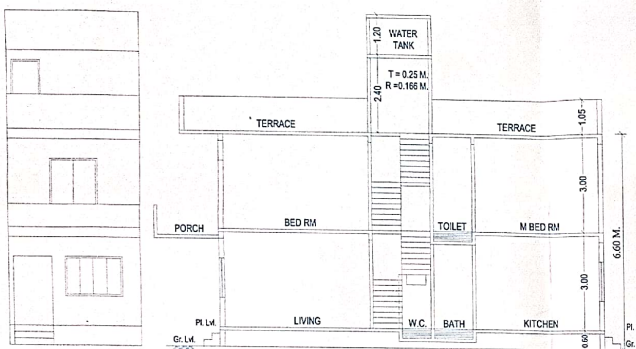 1.20
WATER
TANK
T = 0.25 M.
R =0.166 M.
2.40
TERRACE
TERRACE
1.05
3.00
6.60 M.
PORCH
BED RM
TOILET
M BED RM
3.00
Pl. Lvl.
LIVING
W.C.
BATH
KITCHEN
Pl.
Gr. Lvl.
0.60
Gr.